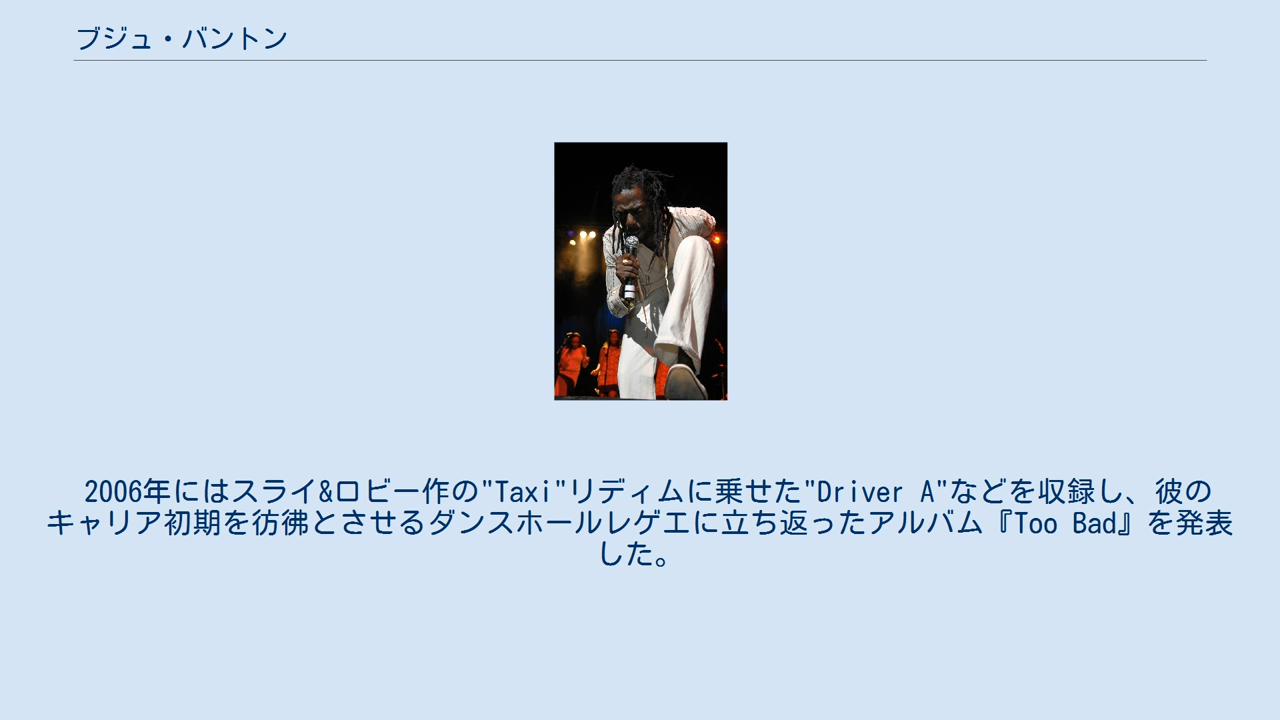 ブジュ・バントン
2006年にはスライ&ロビー作の"Taxi"リディムに乗せた"Driver A"などを収録し、彼の
キャリア初期を彷彿とさせるダンスホールレゲエに立ち返ったアルバム『Too Bad』を発表
した。